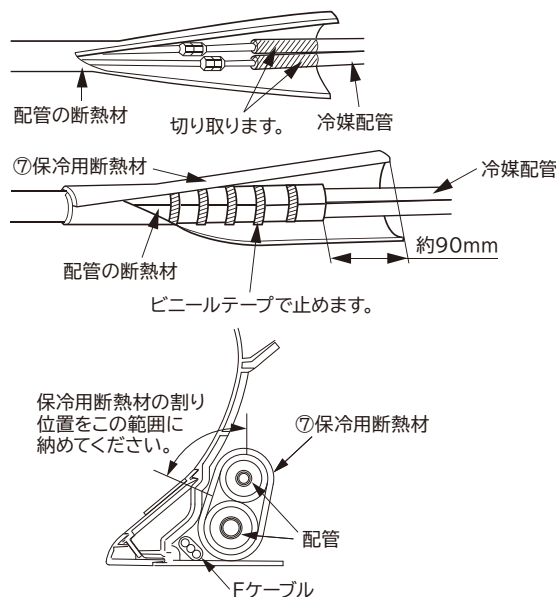 配管の断熱材
切り取ります。
冷媒配管
⑦保冷用断熱材
冷媒配管
配管の断熱材
約90mm
ビニールテープで止めます。
保冷用断熱材の割り
位置をこの範囲に
納めてください。
⑦保冷用断熱材
配管
Fケーブル